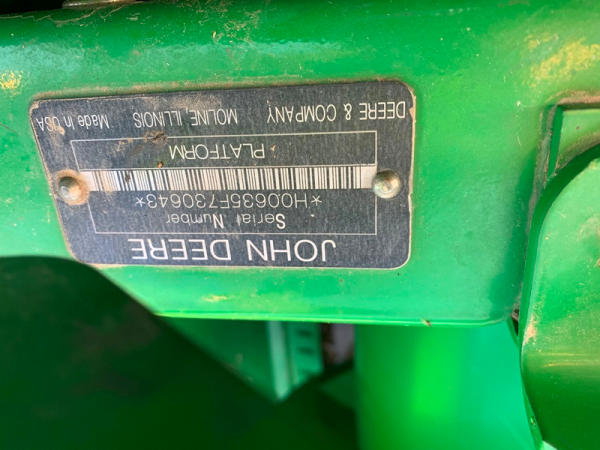 JOHN DEERE
Serial Number
*H00635F730643*
PLATFORM
DEERE & COMPANY MOLINE, ILLINOIS Made in USA